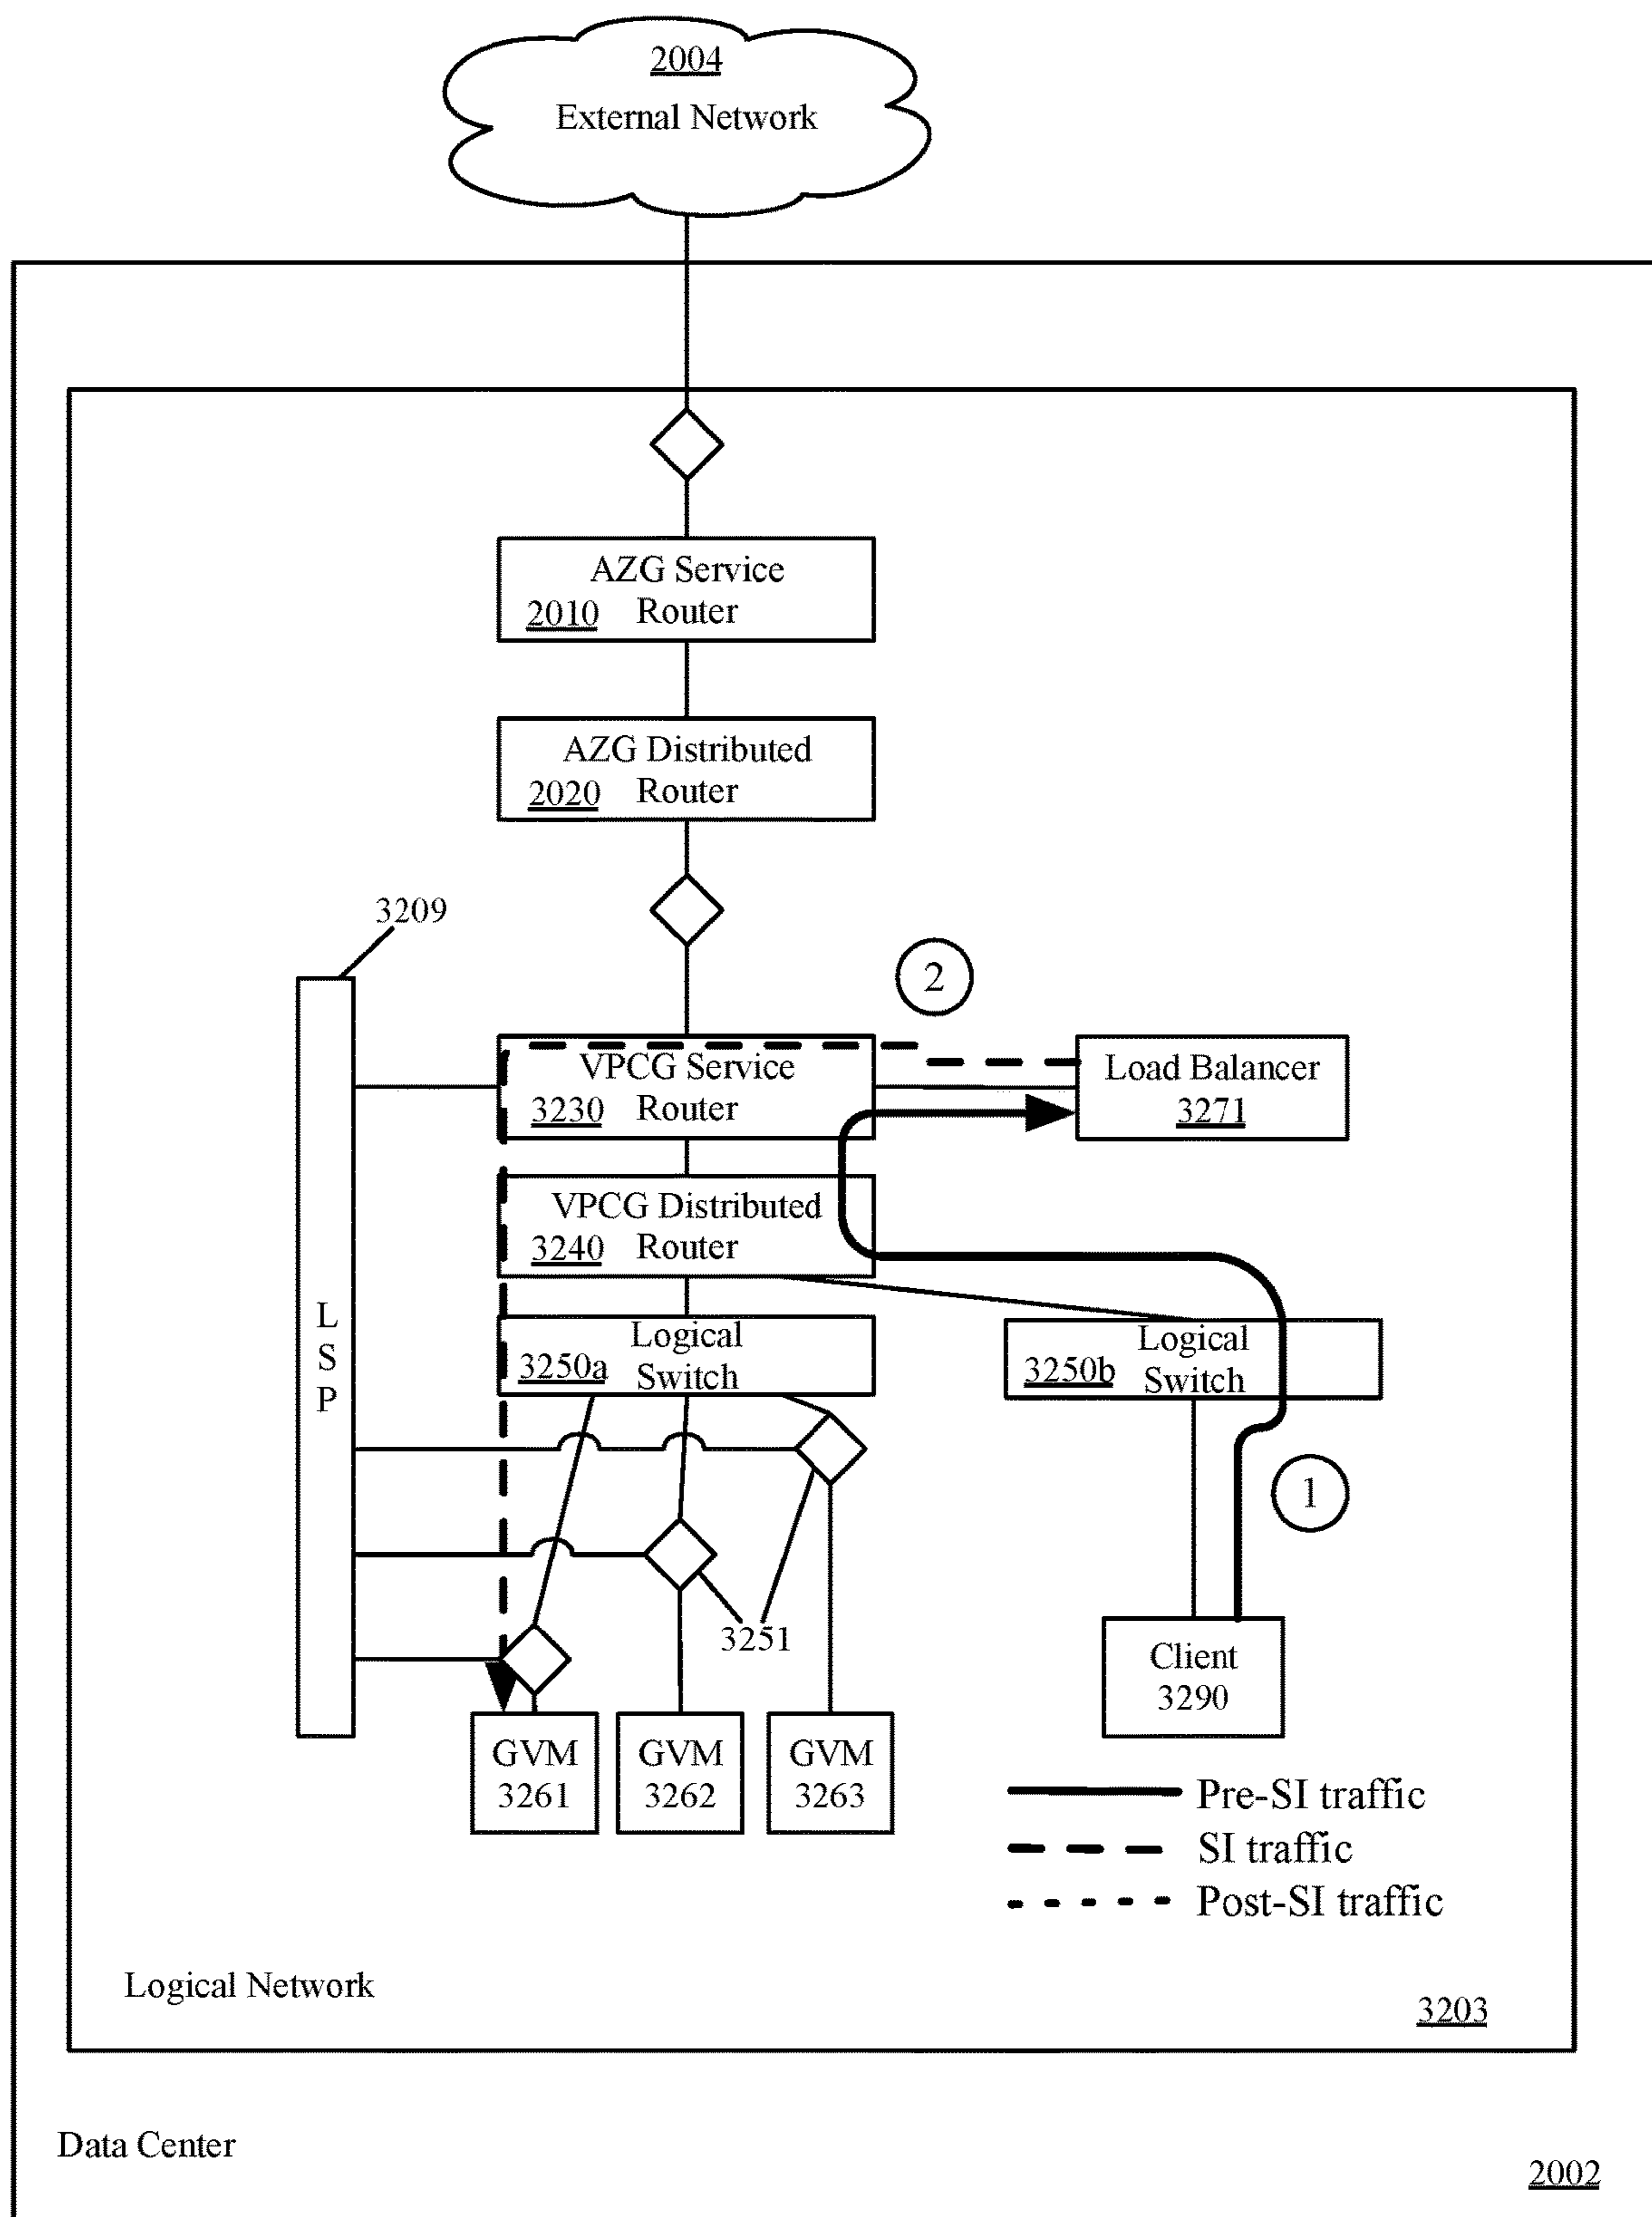 2004
External Network
AZG Service
2010 Router
AZG Distributed
2020 Router
3209
2
VPCG Service
3230 Router
Load Balancer
3271
VPCG Distributed
3240 Router
L
S
P
Logical
3250a Switch
Logical
3250b Switch
1
3251
Client
3290
GVM
3261
GVM
3262
GVM
3263
Pre-SI traffic
SI traffic
Post-SI traffic
Logical Network
3203
Data Center
2002